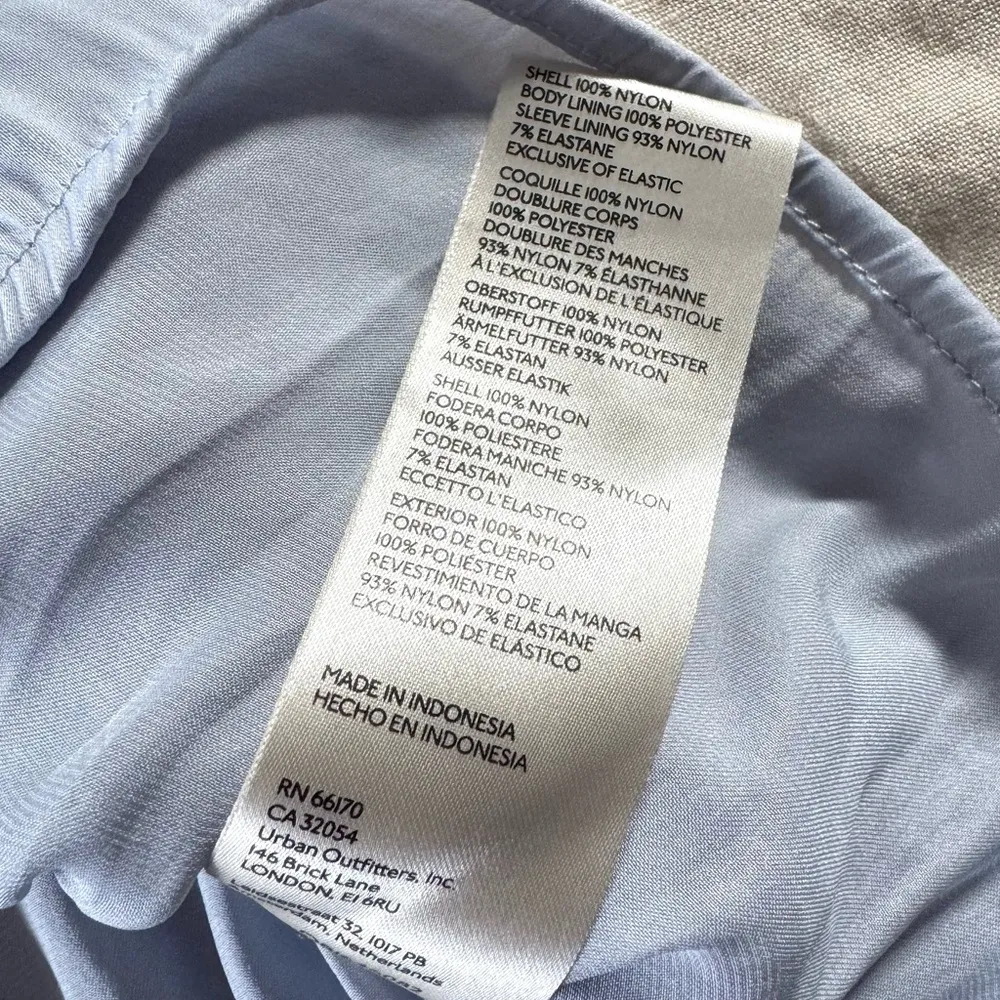 SHELL 100% NYLON
BODY LINING 100% POLYESTER
SLEEVE LINING 93% NYLON
7% ELASTANE
EXCLUSIVE OF ELASTIC
COQUILLE 100% NYLON
DOUBLURE CORPS
100% POLYESTER
DOUBLURE DES MANCHES
93% NYLON 7% ÉLASTHANNE
À L'EXCLUSION DE L'ÉLASTIQUE
OBERSTOFF 100% NYLON
RUMPFFUTTER 100% POLYESTER
ÄRMELFUTTER 93% NYLON
7% ELASTAN
AUSSER ELASTIK
SHELL 100% NYLON
FODERA CORPO
100% POLIESTERE
FODERA MANICHE 93% NYLON
7% ELASTAN
ECCETTO L'ELASTICO
EXTERIOR 100% NYLON
FORRO DE CUERPO
100% POLIÉSTER
REVESTIMIENTO DE LA MANGA
93% NYLON 7% ELASTANE
EXCLUSIVO DE ELÁSTICO
MADE IN INDONESIA
HECHO EN INDONESIA
RN 66170
CA 32054
Urban Outfitters, Inc.
146 Brick Lane
LONDON, E1 6RU
Leidsestraat 32, 1017 PB
Netherlands